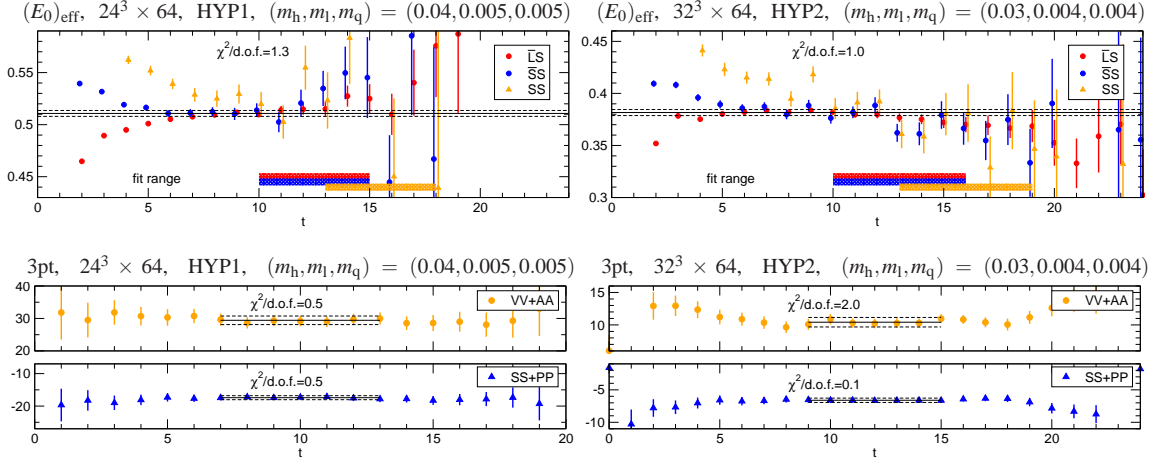 (E₀)eff, 24³ × 64, HYP1, (mh, ml, mq) = (0.04, 0.005, 0.005)
0.55
0.5
0.45
χ²/d.o.f.=1.3
L̅S
S̅S
SS
fit range
0 5 10 15 20
t
(E₀)eff, 32³ × 64, HYP2, (mh, ml, mq) = (0.03, 0.004, 0.004)
0.45
0.4
0.35
0.3
χ²/d.o.f.=1.0
L̅S
S̅S
SS
fit range
0 5 10 15 20
t
3pt, 24³ × 64, HYP1, (mh, ml, mq) = (0.04, 0.005, 0.005)
40
30
20
χ²/d.o.f.=0.5
VV+AA
-10
-20
χ²/d.o.f.=0.5
SS+PP
0 5 10 15 20
t
3pt, 32³ × 64, HYP2, (mh, ml, mq) = (0.03, 0.004, 0.004)
15
10
χ²/d.o.f.=2.0
VV+AA
-5
-10
χ²/d.o.f.=0.1
SS+PP
0 5 10 15 20
t